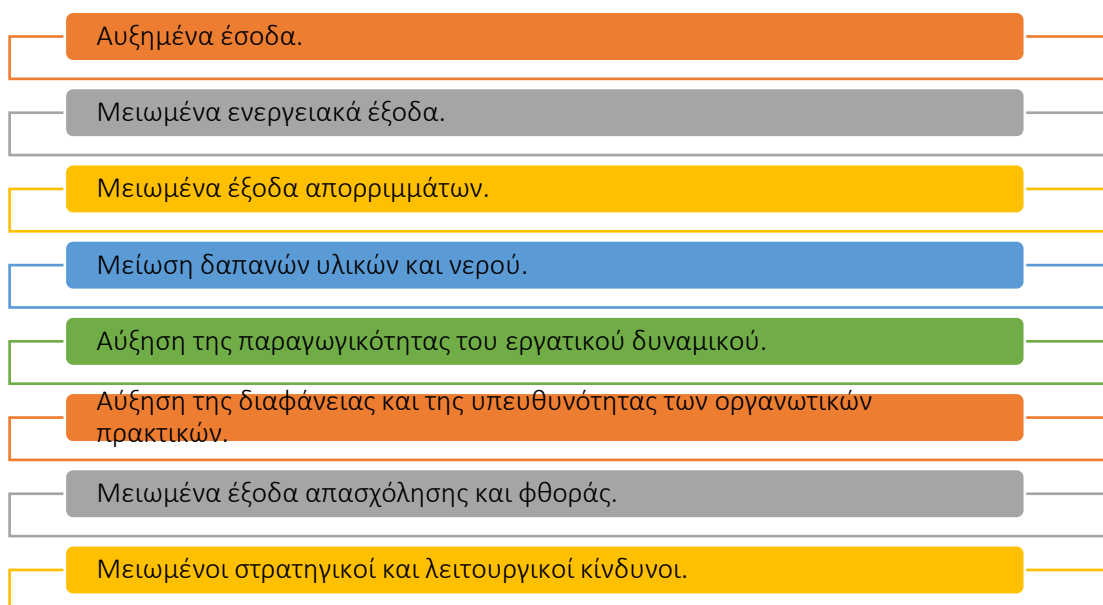 Αυξημένα έσοδα.
Μειωμένα ενεργειακά έξοδα.
Μειωμένα έξοδα απορριμμάτων.
Μείωση δαπανών υλικών και νερού.
Αύξηση της παραγωγικότητας του εργατικού δυναμικού.
Αύξηση της διαφάνειας και της υπευθυνότητας των οργανωτικών
πρακτικών.
Μειωμένα έξοδα απασχόλησης και φθοράς.
Μειωμένοι στρατηγικοί και λειτουργικοί κίνδυνοι.